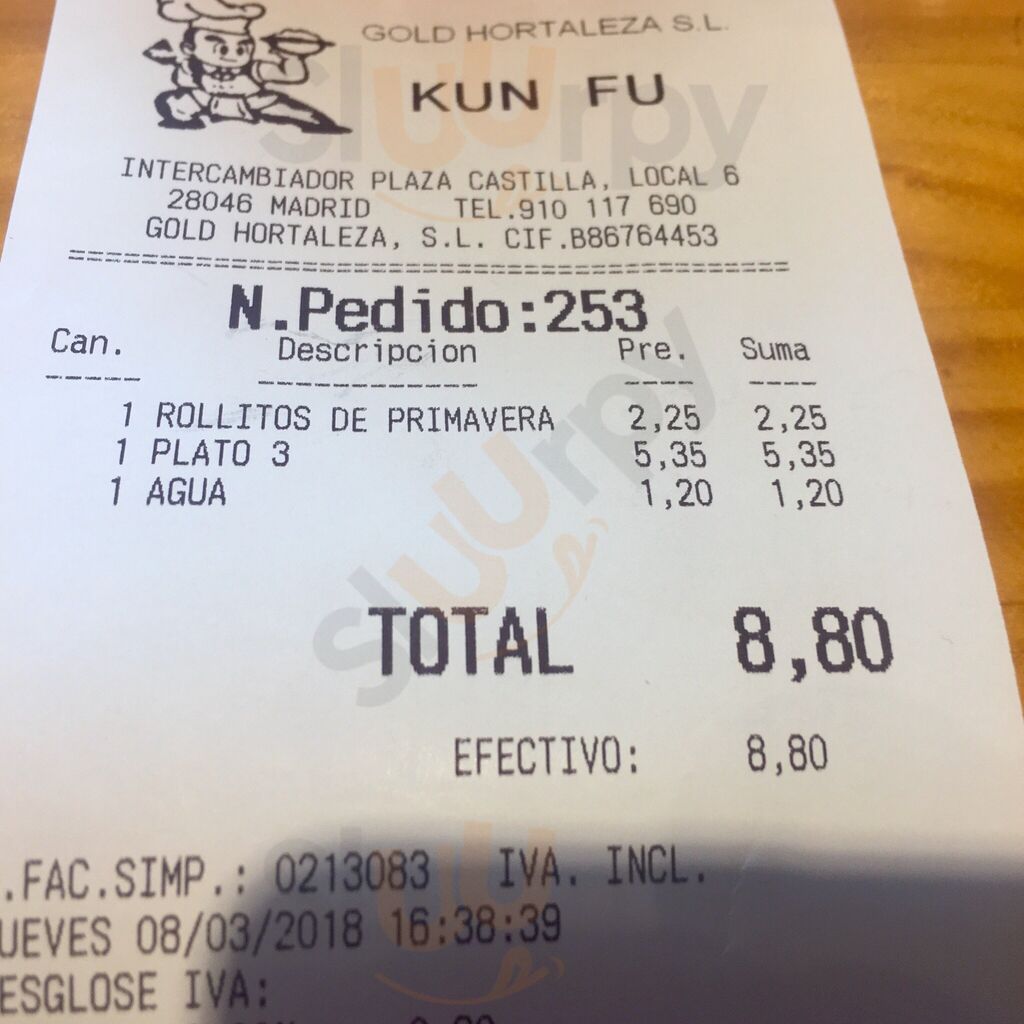 GOLD HORTALEZA S.L.
KUN FU
INTERCAMBIADOR PLAZA CASTILLA, LOCAL 6
28046 MADRID TEL.910 117 690
GOLD HORTALEZA, S.L. CIF.B86764453
N.Pedido:253
Can. Descripcion Pre. Suma
1 ROLLITOS DE PRIMAVERA 2,25 2,25
1 PLATO 3 5,35 5,35
1 AGUA 1,20 1,20
TOTAL 8,80
EFECTIVO: 8,80
.FAC.SIMP.: 0213083 IVA. INCL.
UEVES 08/03/2018 16:38:39
ESGLOSE IVA:
sluurpy
sluurpy